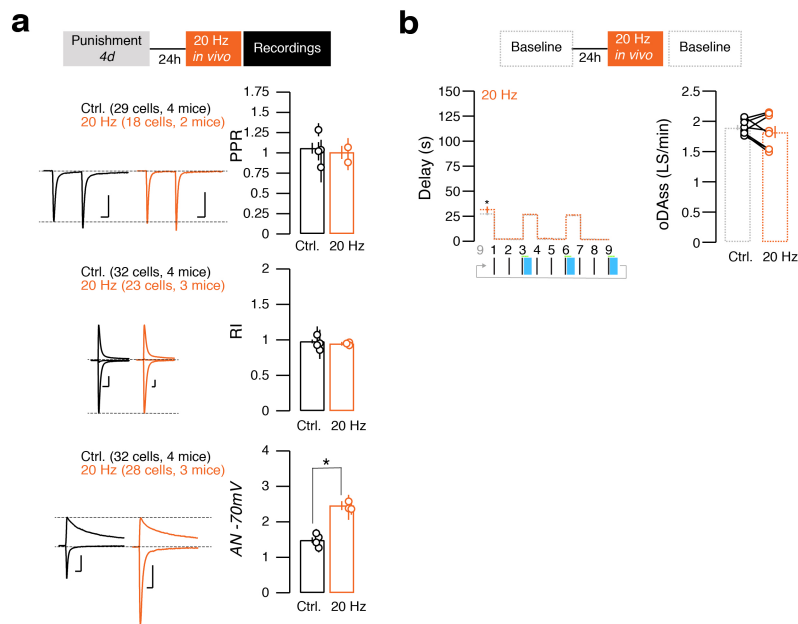 a
Punishment
4d
24h
20 Hz
in vivo
Recordings
Ctrl. (29 cells, 4 mice)
20 Hz (18 cells, 2 mice)
PPR
1.75
1.5
1.25
1
0.75
0.5
0.25
0
Ctrl. 20 Hz
Ctrl. (32 cells, 4 mice)
20 Hz (23 cells, 3 mice)
RI
2
1.5
1
0.5
0
Ctrl. 20 Hz
Ctrl. (32 cells, 4 mice)
20 Hz (28 cells, 3 mice)
AN -70mV
4
3
2
1
0
*
Ctrl. 20 Hz
b
Baseline
24h
20 Hz
in vivo
Baseline
20 Hz
Delay (s)
150
125
100
75
50
25
0
*
9 1 2 3 4 5 6 7 8 9
oDAss (LS/min)
2.5
2
1.5
1
0.5
0
Ctrl. 20 Hz